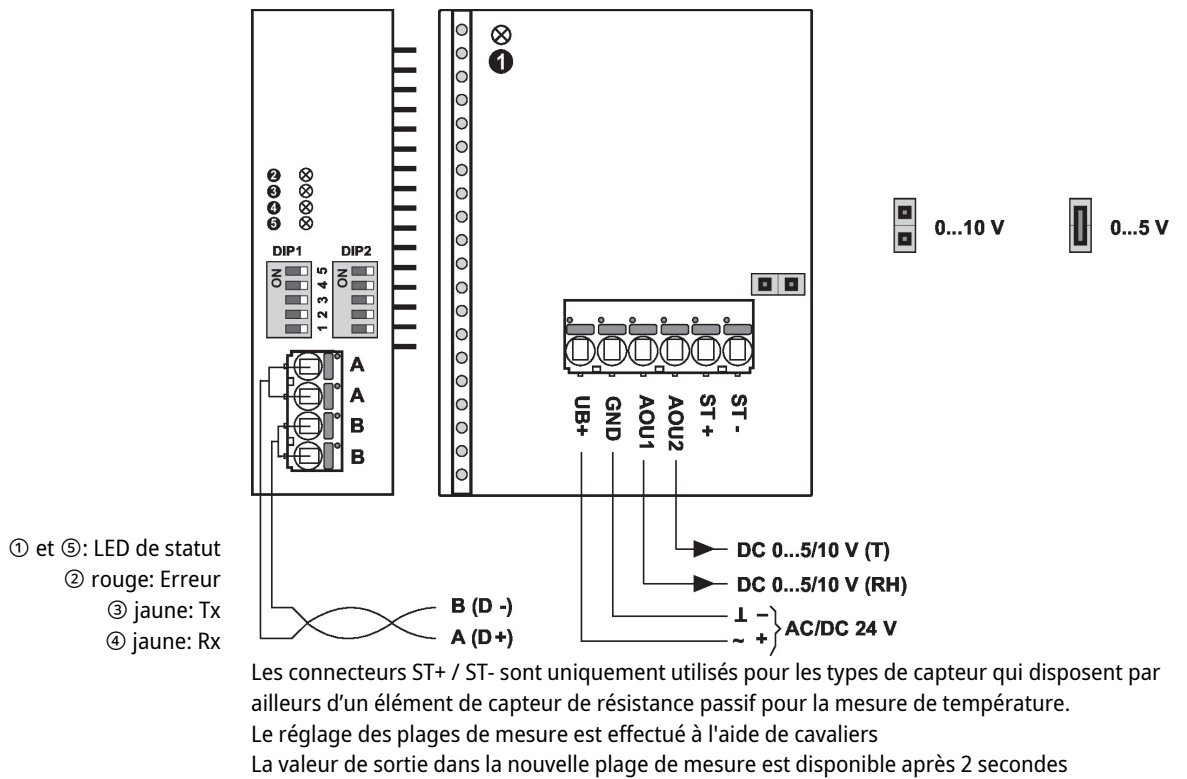 ❶
❷
❸
❹
❺
DIP1 DIP2
ON ON
1 2 3 4 5
A
A
B
B
0...10 V
0...5 V
UB+
GND
AOU1
AOU2
ST +
ST -
DC 0...5/10 V (T)
DC 0...5/10 V (RH)
⊥ −
~ +
AC/DC 24 V
B (D -)
A (D+)
① et ⑤: LED de statut
② rouge: Erreur
③ jaune: Tx
④ jaune: Rx
Les connecteurs ST+ / ST- sont uniquement utilisés pour les types de capteur qui disposent par
ailleurs d’un élément de capteur de résistance passif pour la mesure de température.
Le réglage des plages de mesure est effectué à l'aide de cavaliers
La valeur de sortie dans la nouvelle plage de mesure est disponible après 2 secondes